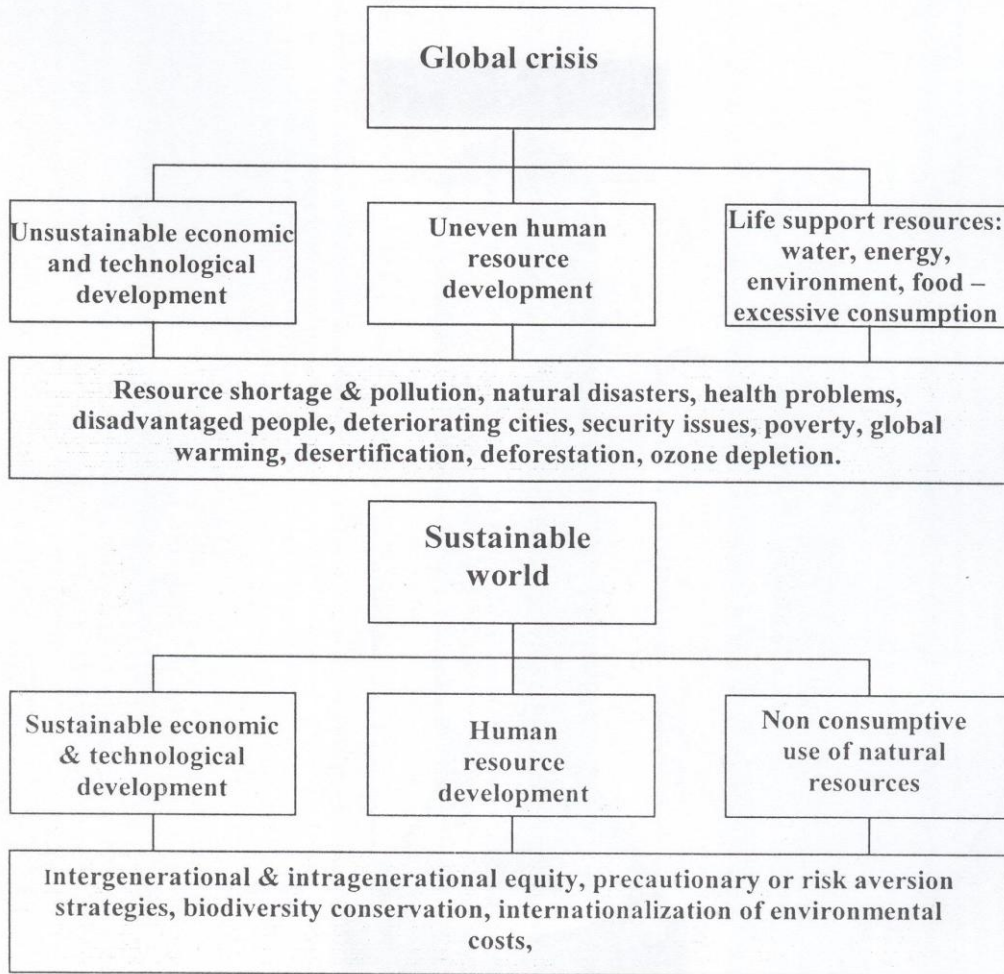 Global crisis
Unsustainable economic
and technological
development
Uneven human
resource
development
Life support resources:
water, energy,
environment, food –
excessive consumption
Resource shortage & pollution, natural disasters, health problems,
disadvantaged people, deteriorating cities, security issues, poverty, global
warming, desertification, deforestation, ozone depletion.
Sustainable
world
Sustainable economic
& technological
development
Human
resource
development
Non consumptive
use of natural
resources
Intergenerational & intragenerational equity, precautionary or risk aversion
strategies, biodiversity conservation, internationalization of environmental
costs,